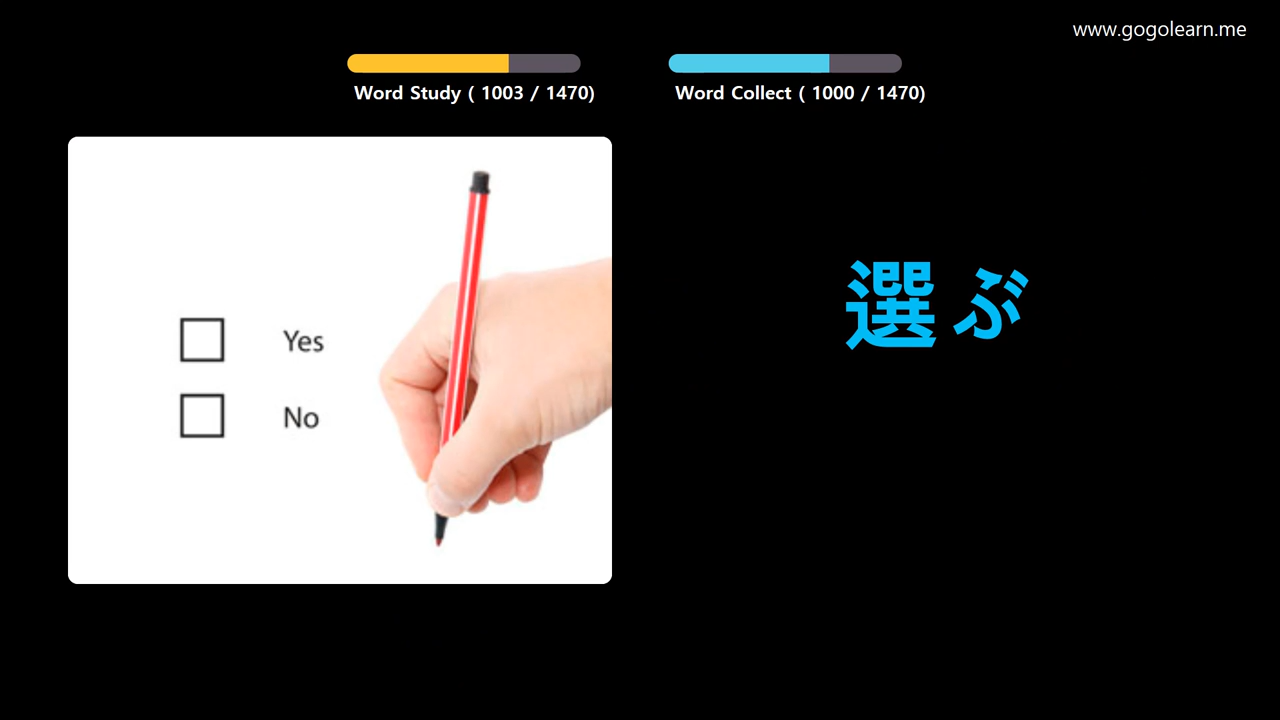 www.gogolearn.me
Word Study ( 1003 / 1470)
Word Collect ( 1000 / 1470)
選ぶ
Yes
No